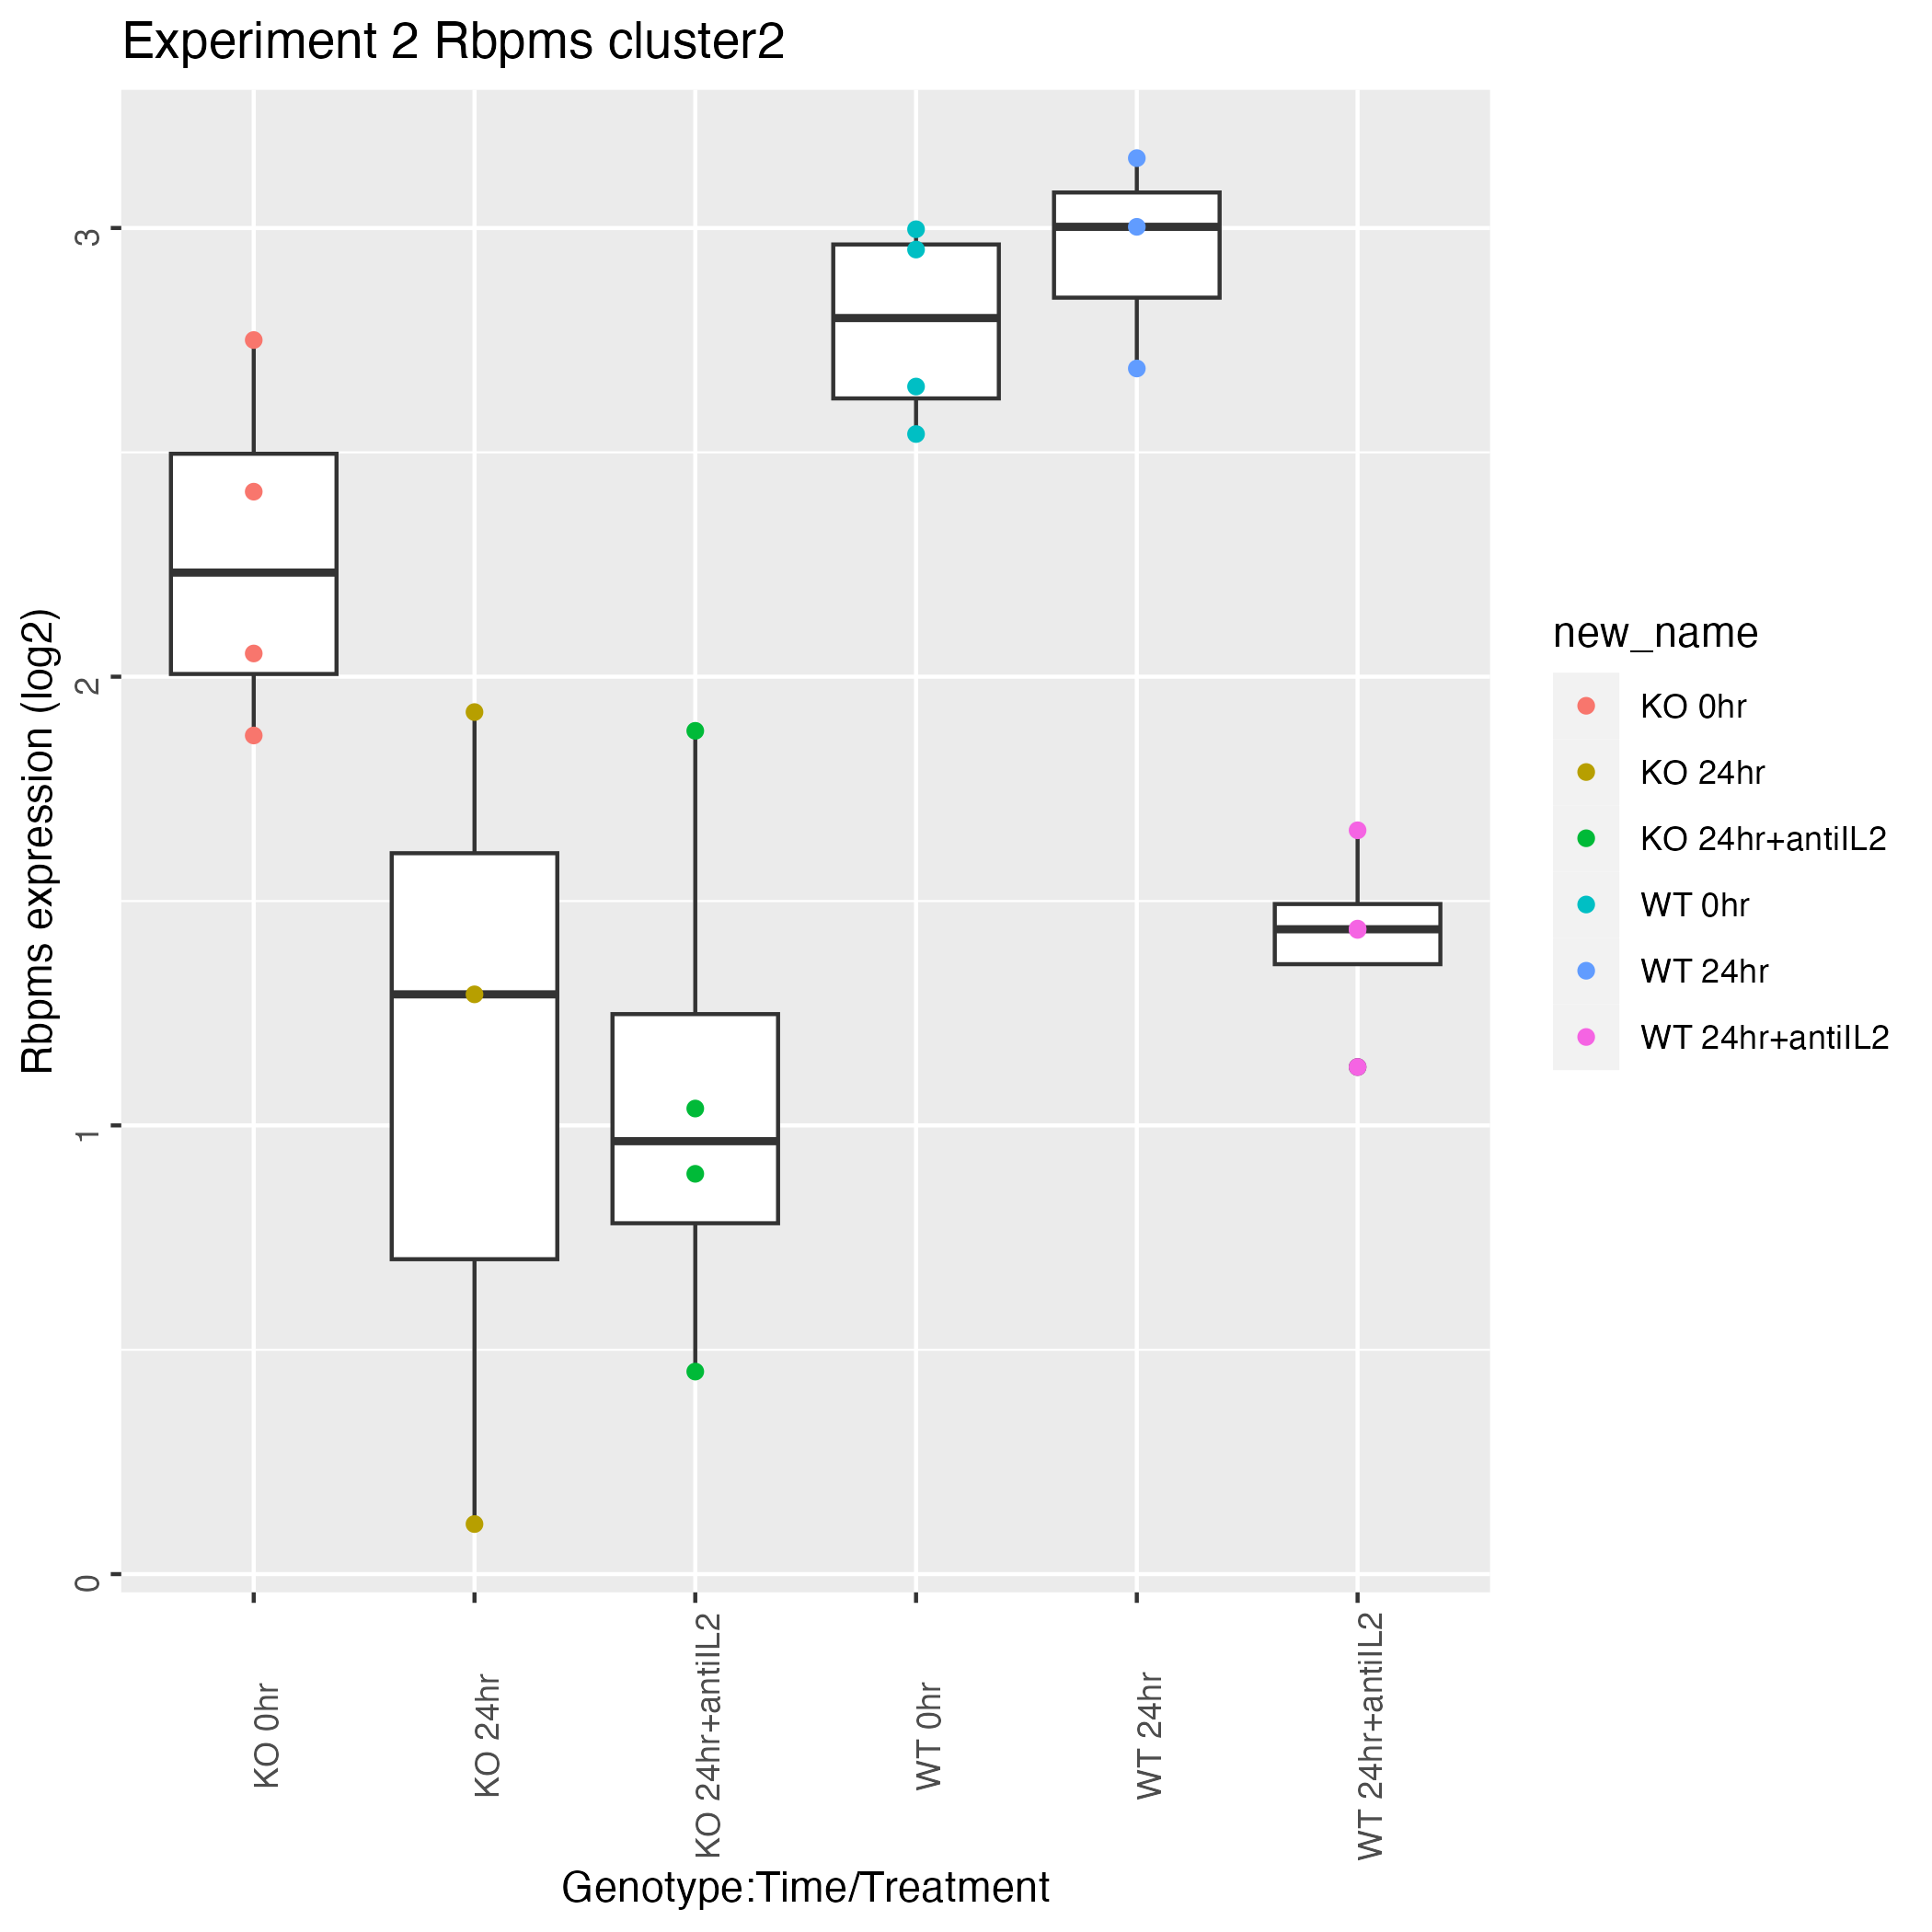 Experiment 2 Rbpms cluster2
Rbpms expression (log2)
3
2
1
0
KO 0hr
KO 24hr
KO 24hr+antiIL2
WT 0hr
WT 24hr
WT 24hr+antiIL2
Genotype:Time/Treatment
new_name
KO 0hr
KO 24hr
KO 24hr+antiIL2
WT 0hr
WT 24hr
WT 24hr+antiIL2